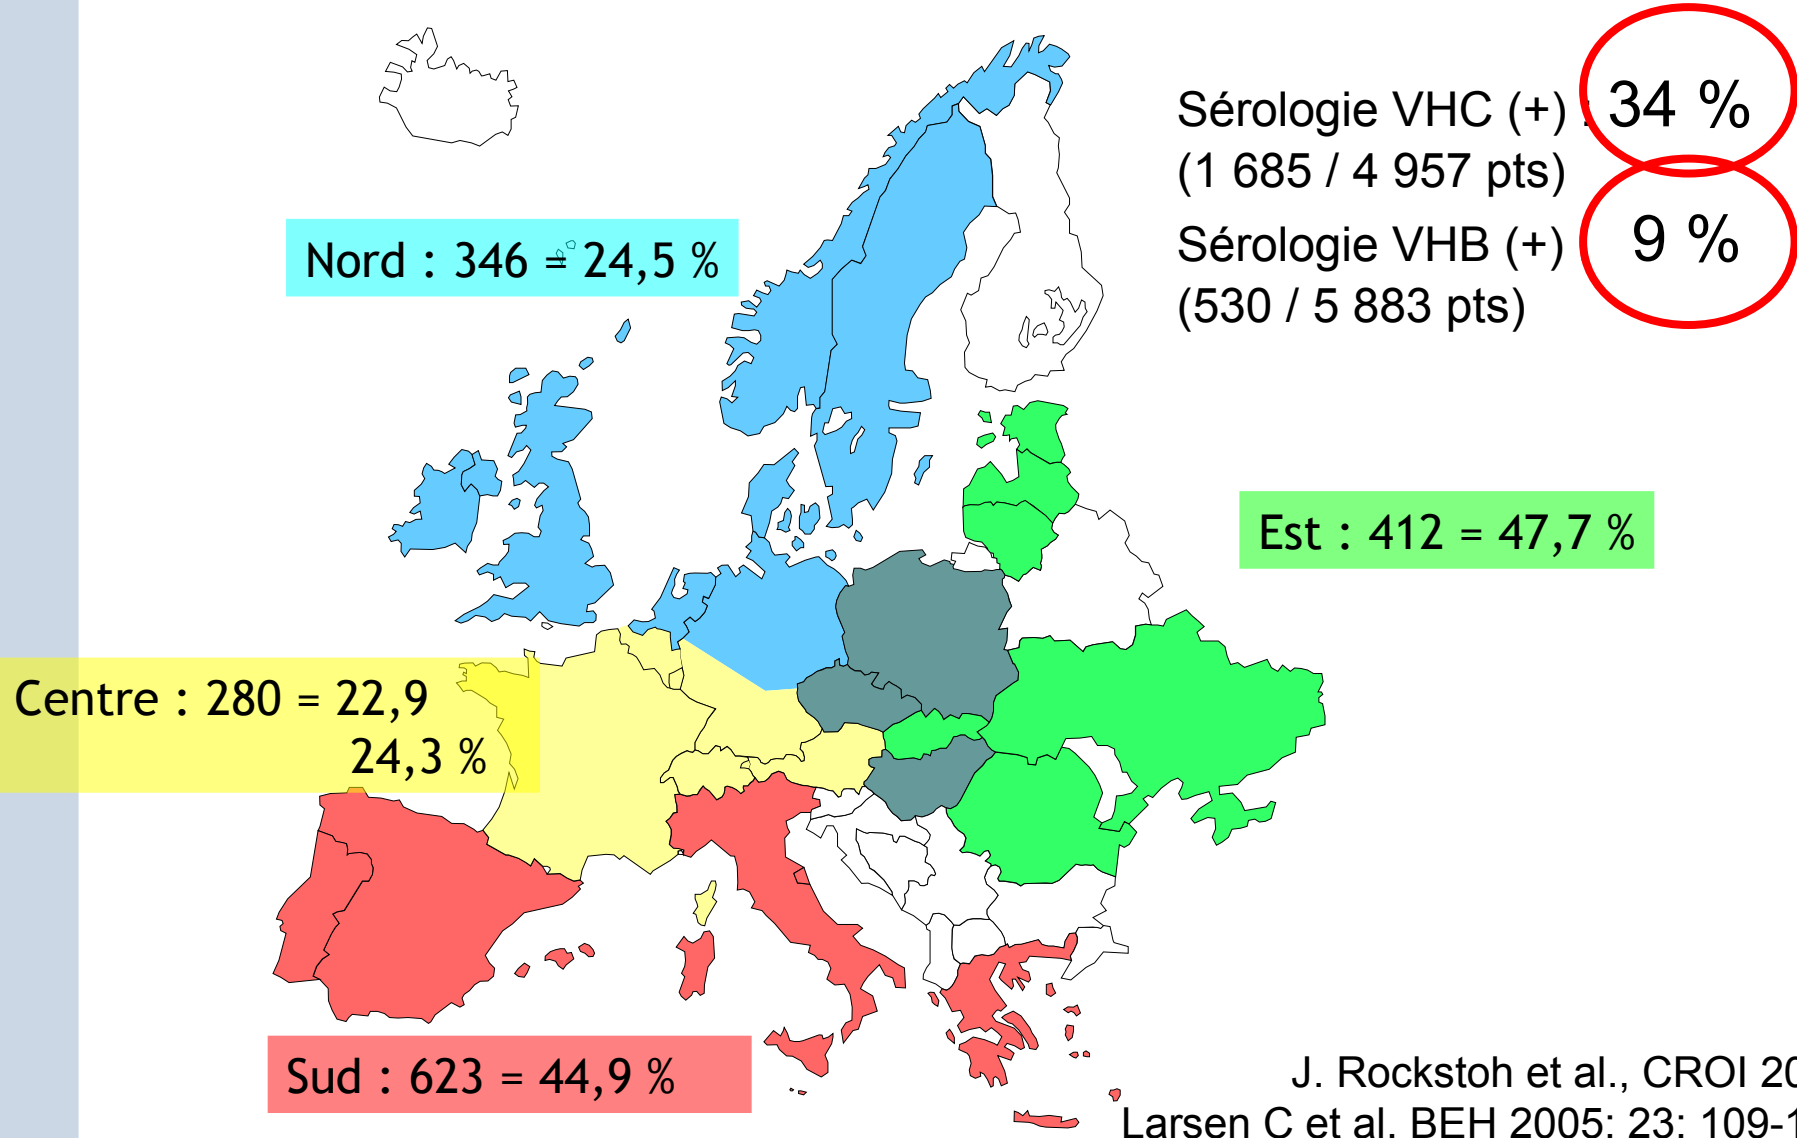 Sérologie VHC (+) : 34 %
(1 685 / 4 957 pts)
Sérologie VHB (+) 9 %
(530 / 5 883 pts)
Nord : 346 = 24,5 %
Est : 412 = 47,7 %
Centre : 280 = 22,9
24,3 %
Sud : 623 = 44,9 %
J. Rockstoh et al., CROI 20
Larsen C et al. BEH 2005; 23; 109-1